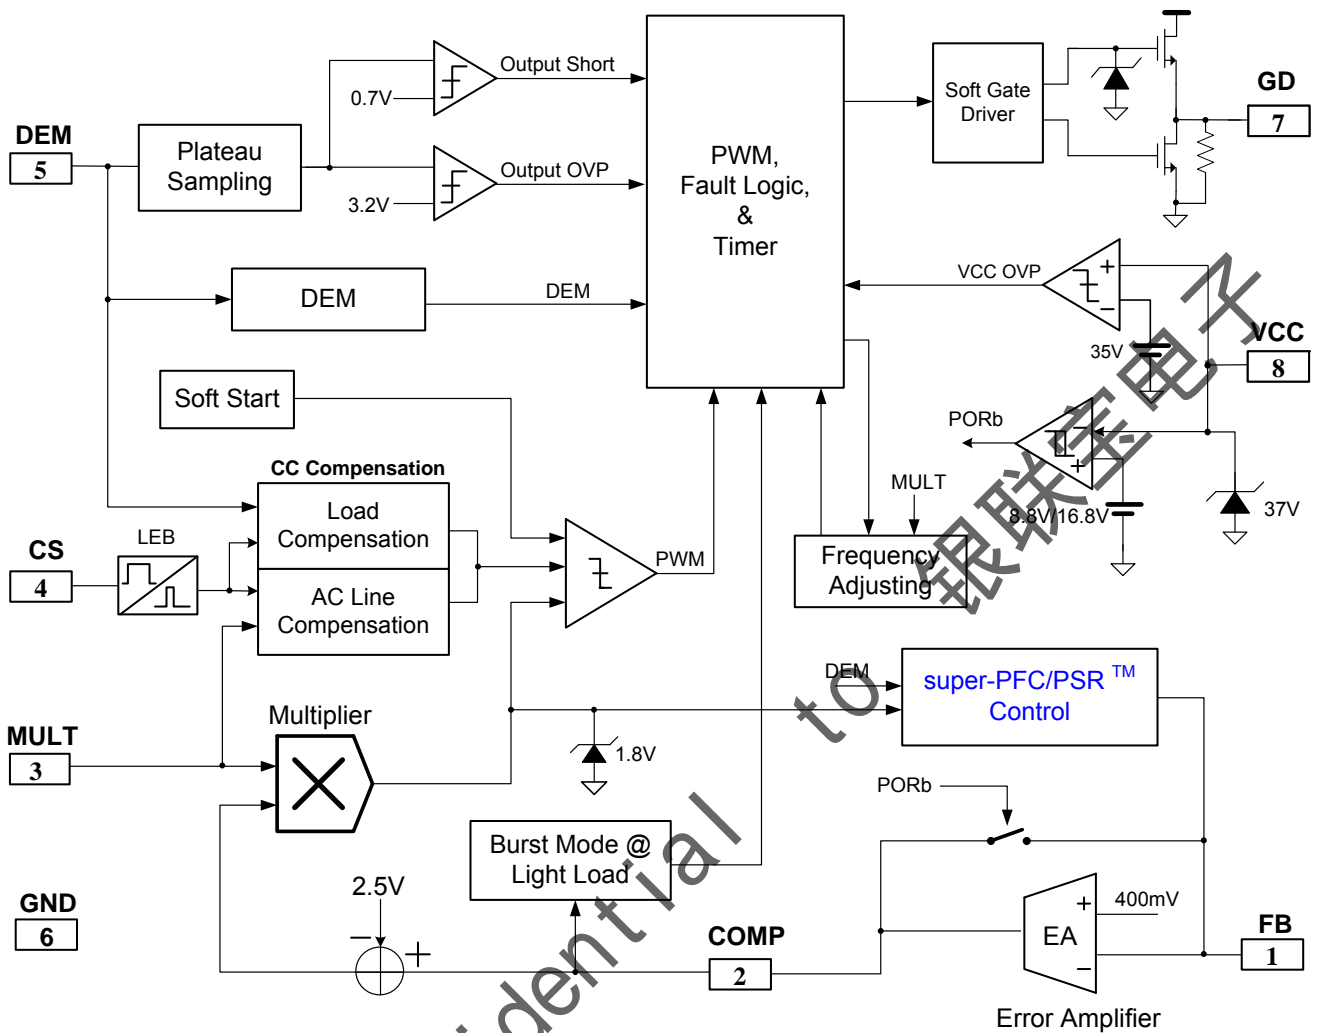 Output Short
0.7V
Output OVP
3.2V
DEM
5
Plateau
Sampling
PWM,
Fault Logic,
&
Timer
Soft Gate
Driver
GD
7
DEM
DEM
VCC OVP
+
−
35V
VCC
8
Soft Start
PORb
−
+
8.8V/16.8V
37V
MULT
CC Compensation
Load
Compensation
AC Line
Compensation
LEB
CS
4
PWM
Frequency
Adjusting
DEM
super-PFC/PSR TM
Control
MULT
3
Multiplier
1.8V
PORb
Burst Mode @
Light Load
2.5V
−
+
GND
6
COMP
2
EA
+
−
400mV
FB
1
Error Amplifier
idential to 银联宝电子